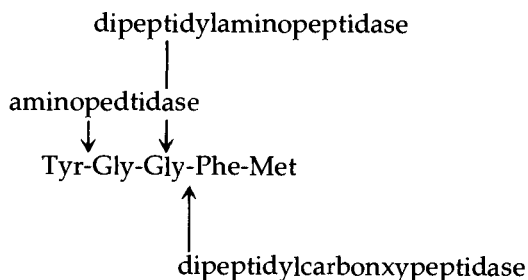 dipeptidylaminopeptidase
aminopedtidase
Tyr-Gly-Gly-Phe-Met
dipeptidylcarbonxypeptidase